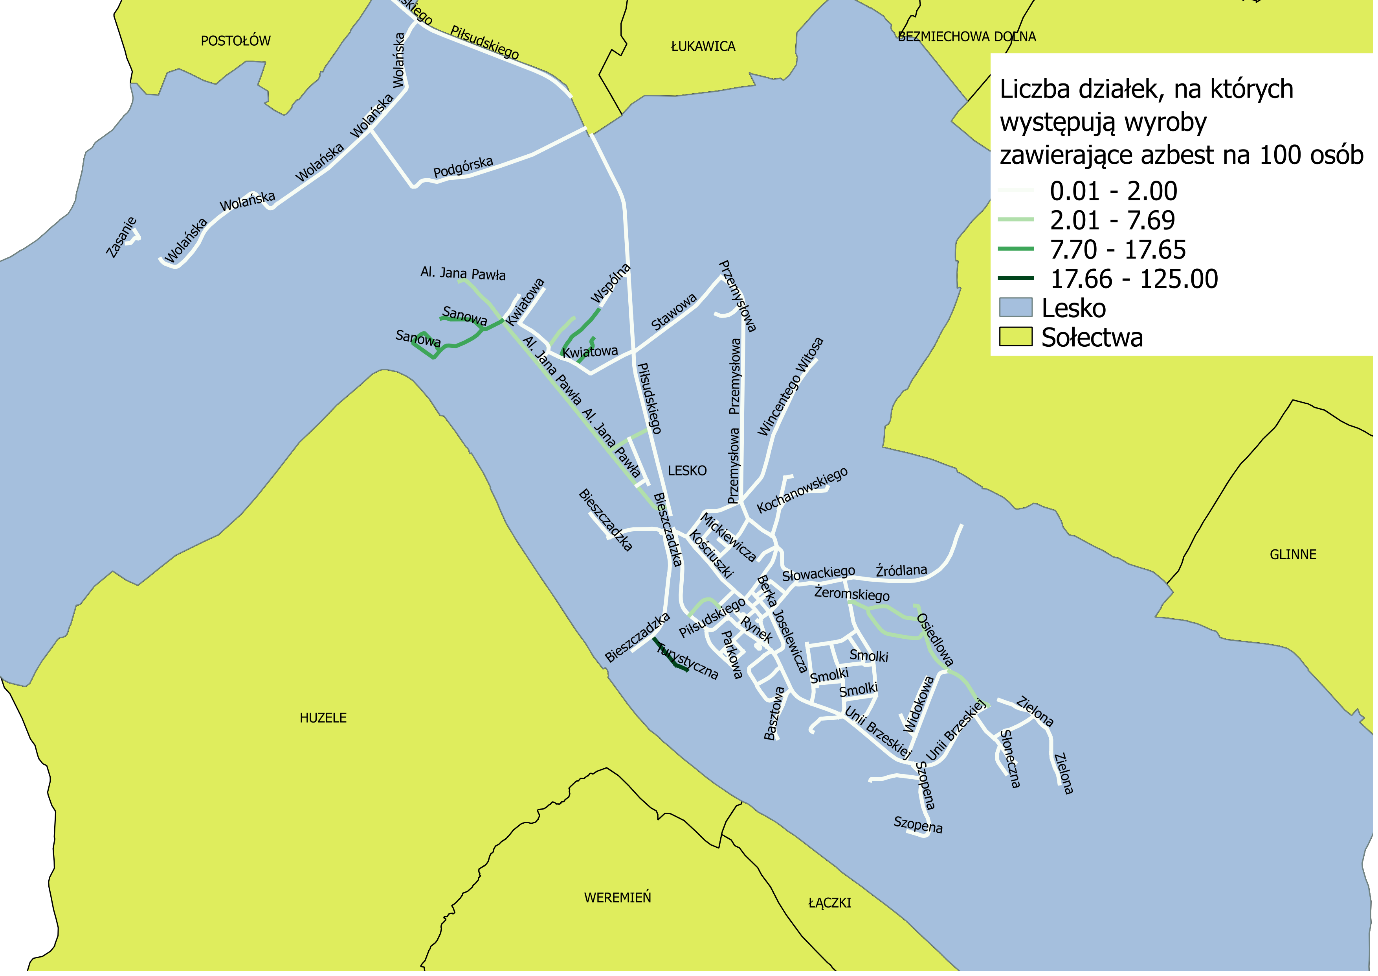 skiego
Piłsudskiego
POSTOŁÓW
ŁUKAWICA
BEZMIECHOWA DOLNA
Wolańska
Liczba działek, na których
występują wyroby
zawierające azbest na 100 osób
0.01 - 2.00
2.01 - 7.69
7.70 - 17.65
17.66 - 125.00
Lesko
Sołectwa
Wolańska
Wolańska
Podgórska
Wolańska
Zasanie
Wolańska
Al. Jana Pawła
Kwiatowa
Wspólna
Przemysłowa
Sanowa
Stawowa
Sanowa
Al. Jana Pawła
Kwiatowa
Piłsudskiego
Przemysłowa
Wincentego Witosa
Al. Jana Pawła
LESKO
Przemysłowa
Kochanowskiego
Bieszczadzka
Bieszczadzka
Mickiewicza
Kościuszki
GLINNE
Słowackiego
Źródlana
Żeromskiego
Berka Joselewicza
Piłsudskiego
Rynek
Osiedlowa
Bieszczadzka
Turystyczna
Parkowa
Smolki
Smolki
Smolki
Widokowa
Basztowa
Unii Brzeskiej
Unii Brzeskiej
Zielona
HUZELE
Słoneczna
Zielona
Szopena
Szopena
WEREMIEŃ
ŁĄCZKI